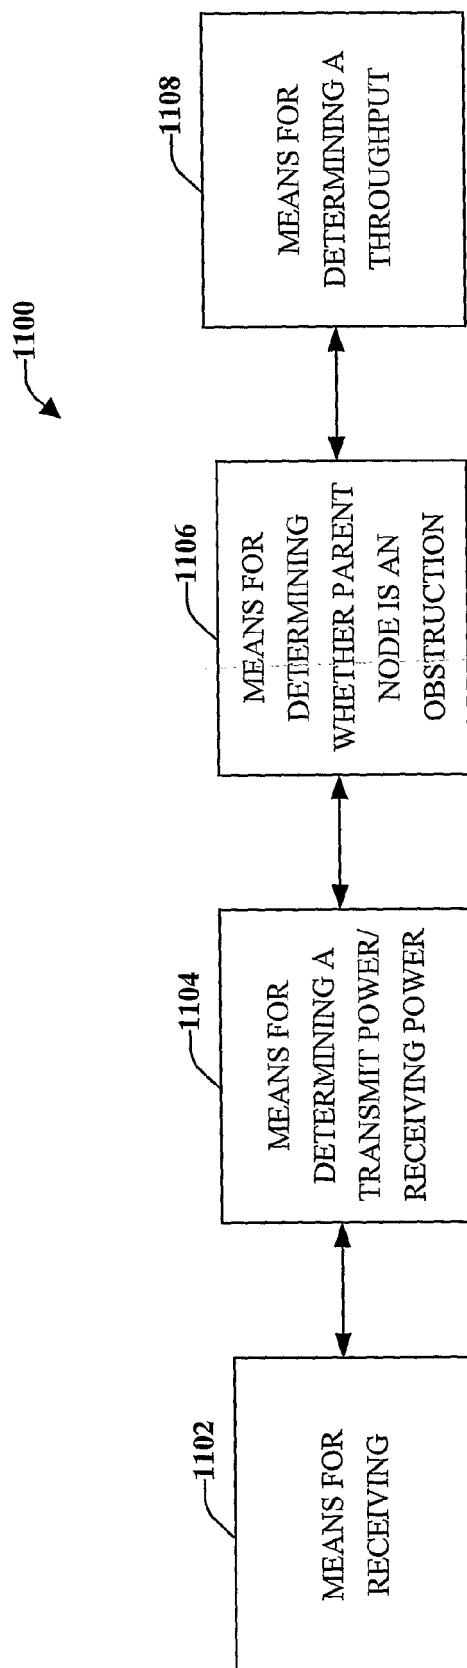 1100
1102
MEANS FOR
RECEIVING
1104
MEANS FOR
DETERMINING A
TRANSMIT POWER/
RECEIVING POWER
1106
MEANS FOR
DETERMINING
WHETHER PARENT
NODE IS AN
OBSTRUCTION
1108
MEANS FOR
DETERMINING A
THROUGHPUT